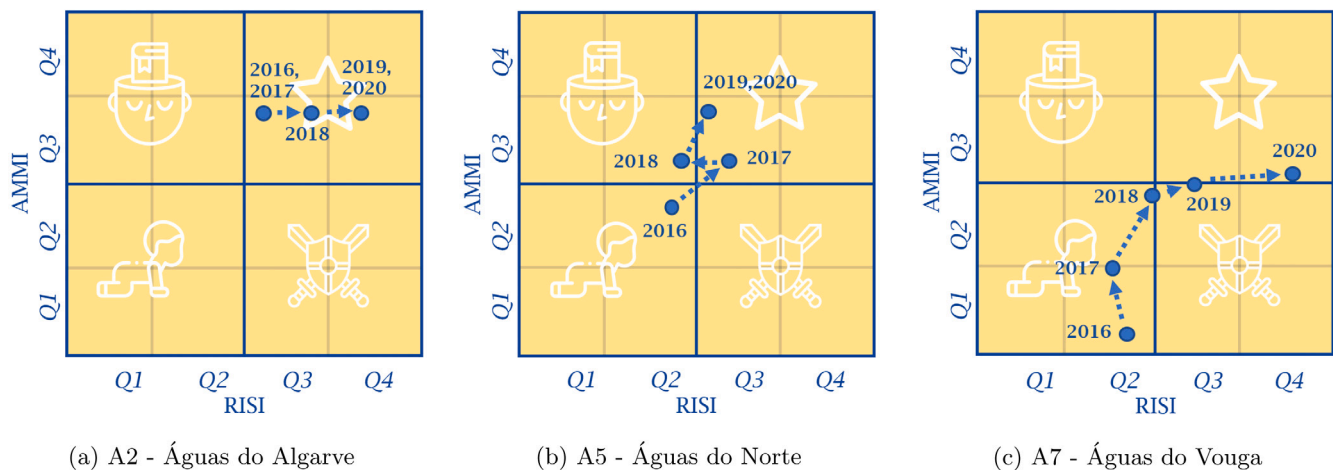 AMMI
Q4
Q3
Q2
Q1
2016,
2017
2018
2019,
2020
Q1 Q2 Q3 Q4
RISI
(a) A2 - Águas do Algarve
AMMI
Q4
Q3
Q2
Q1
2019,2020
2018
2017
2016
Q1 Q2 Q3 Q4
RISI
(b) A5 - Águas do Norte
AMMI
Q4
Q3
Q2
Q1
2020
2018
2019
2017
2016
Q1 Q2 Q3 Q4
RISI
(c) A7 - Águas do Vouga